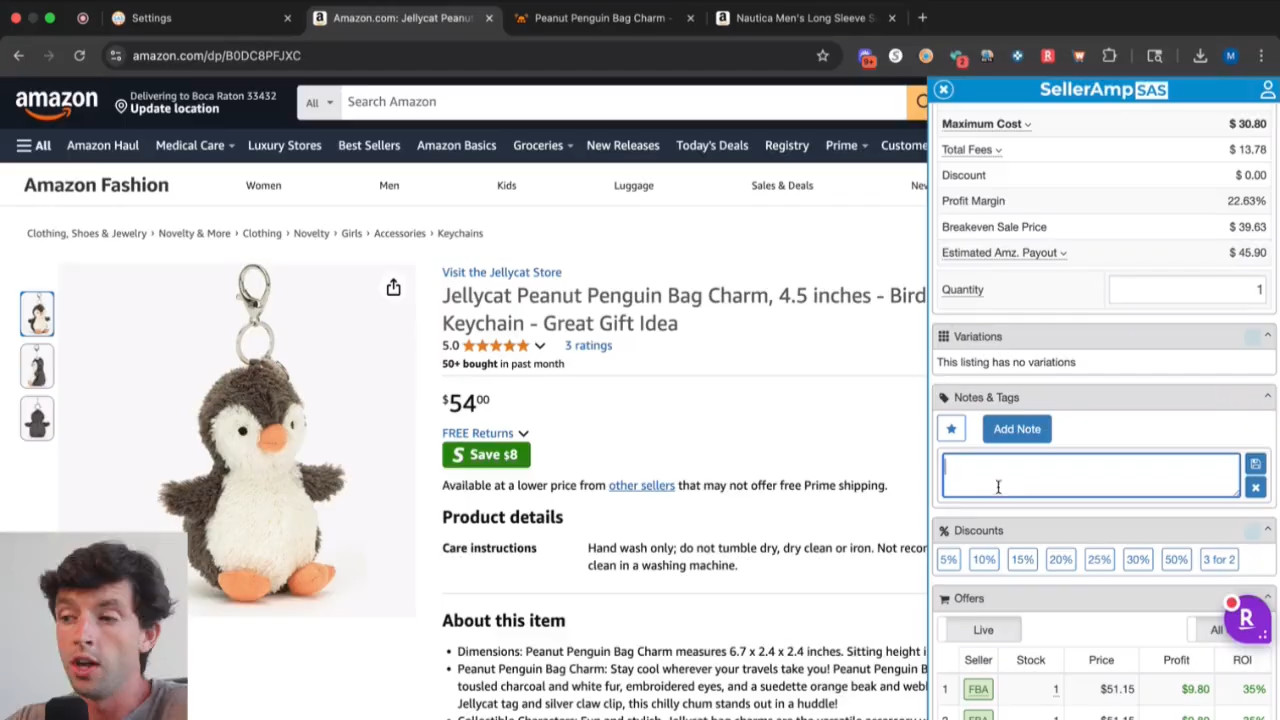 Settings
Amazon.com: Jellycat Peanut
Peanut Penguin Bag Charm -
Nautica Men's Long Sleeve S
amazon.com/dp/B0DC8PFJXC
9+
S
2
R
M
amazon
Delivering to Boca Raton 33432
Update location
All
Search Amazon
All
Amazon Haul
Medical Care
Luxury Stores
Best Sellers
Amazon Basics
Groceries
New Releases
Today's Deals
Registry
Prime
Custome
Amazon Fashion
Women
Men
Kids
Luggage
Sales & Deals
Nev
Clothing, Shoes & Jewelry › Novelty & More › Clothing › Novelty › Girls › Accessories › Keychains
Visit the Jellycat Store
Jellycat Peanut Penguin Bag Charm, 4.5 inches - Bird
Keychain - Great Gift Idea
5.0
3 ratings
50+ bought in past month
$54 00
FREE Returns
S Save $8
Available at a lower price from other sellers that may not offer free Prime shipping.
Product details
Care instructions
Hand wash only; do not tumble dry, dry clean or iron. Not recor
clean in a washing machine.
About this item
• Dimensions: Peanut Penguin Bag Charm measures 6.7 x 2.4 x 2.4 inches. Sitting height i
• Peanut Penguin Bag Charm: Stay cool wherever your travels take you! Peanut Penguin B
tousled charcoal and white fur, embroidered eyes, and a suedette orange beak and web
Jellycat tag and silver claw clip, this chilly chum stands out in a huddle!
SellerAmp SAS
Maximum Cost $ 30.80
Total Fees $ 13.78
Discount $ 0.00
Profit Margin 22.63%
Breakeven Sale Price $ 39.63
Estimated Amz. Payout $ 45.90
Quantity 1
Variations
This listing has no variations
Notes & Tags
Add Note
% Discounts
5% 10% 15% 20% 25% 30% 50% 3 for 2
Offers
Live
All
R
Seller Stock Price Profit ROI
1 FBA 1 $51.15 $9.80 35%